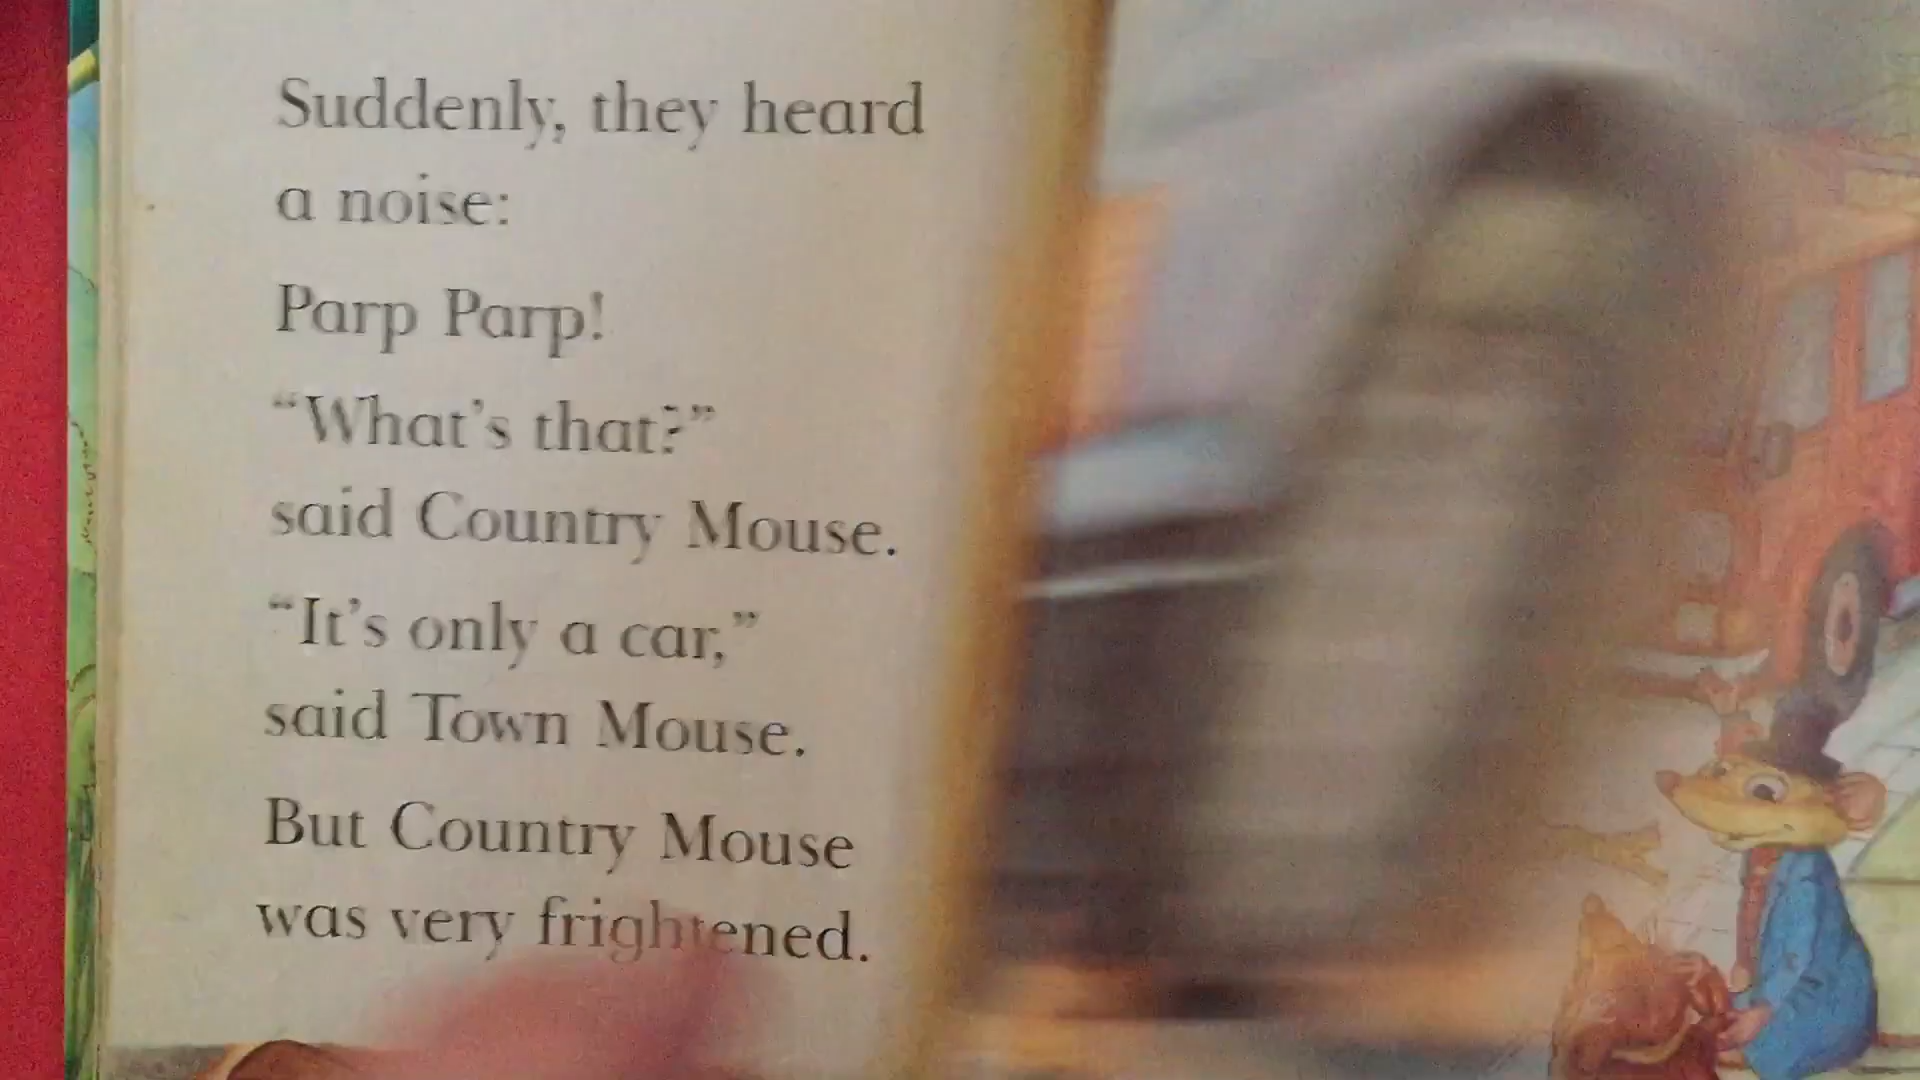 Suddenly, they heard
a noise:
Parp Parp!
“What’s that?”
said Country Mouse.
“It’s only a car,”
said Town Mouse.
But Country Mouse
was very frightened.